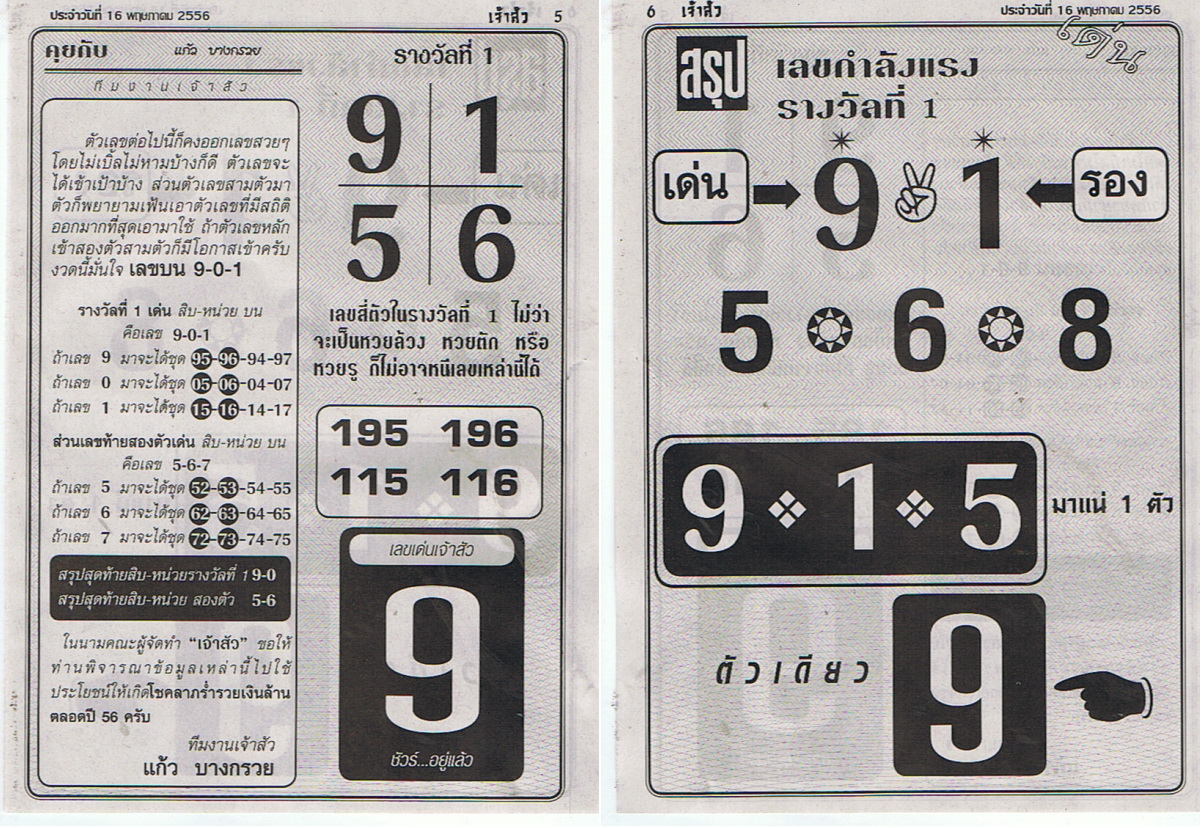 ประจำวันที่ 16 พฤษภาคม 2556 เจ้าสัว 5
คุยกับ แก้ว บางกรวย
ทีมงานเจ้าสัว
ตัวเลขต่อไปนี้ก็คงออกเลขสวยๆ
โดยไม่เบิ้ลไม่หามบ้างก็ดี ตัวเลขจะ
ได้เข้าเป้าบ้าง ส่วนตัวเลขสามตัวมา
ตัวก็พยายามเฟ้นเอาตัวเลขที่มีสถิติ
ออกมากที่สุดเอามาใช้ ถ้าตัวเลขหลัก
เข้าสองตัวสามตัวก็มีโอกาสเข้าครับ
งวดนี้มั่นใจ เลขบน 9-0-1
รางวัลที่ 1 เด่น สิบ-หน่วย บน
คือเลข 9-0-1
ถ้าเลข 9 มาจะได้ชุด 95-96-94-97
ถ้าเลข 0 มาจะได้ชุด 05-06-04-07
ถ้าเลข 1 มาจะได้ชุด 15-16-14-17
ส่วนเลขท้ายสองตัวเด่น สิบ-หน่วย บน
คือเลข 5-6-7
ถ้าเลข 5 มาจะได้ชุด 52-53-54-55
ถ้าเลข 6 มาจะได้ชุด 62-63-64-65
ถ้าเลข 7 มาจะได้ชุด 72-73-74-75
สรุปสุดท้ายสิบ-หน่วยรางวัลที่ 1 9-0
สรุปสุดท้ายสิบ-หน่วย สองตัว 5-6
ในนามคณะผู้จัดทำ “เจ้าสัว” ขอให้
ท่านพิจารณาข้อมูลเหล่านี้ไปใช้
ประโยชน์ให้เกิดโชคลาภร่ำรวยเงินล้าน
ตลอดปี 56 ครับ
ทีมงานเจ้าสัว
แก้ว บางกรวย
รางวัลที่ 1
9 1
5 6
เลขสี่ตัวในรางวัลที่ 1 ไม่ว่า
จะเป็นหวยล้วง หวยตัก หรือ
หวยรู ก็ไม่อาจหนีเลขเหล่านี้ได้
195 196
115 116
เลขเด่นเจ้าสัว
9
ชัวร์...อยู่แล้ว
6 เจ้าสัว ประจำวันที่ 16 พฤษภาคม 2556
เด่น
สรุป เลขกำลังแรง
รางวัลที่ 1
เด่น 9 1 รอง
5 6 8
9 1 5 มาแน่ 1 ตัว
ตัวเดียว 9